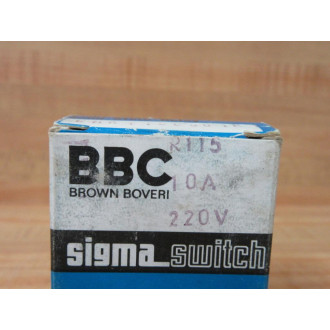 BBC
BROWN BOVERI
R115
10A
220V
sigma switch